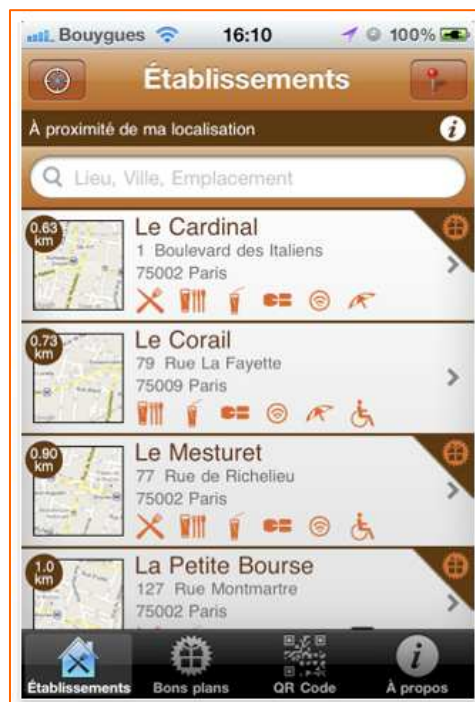 Bouygues 16:10 100%
Établissements
À proximité de ma localisation
Lieu, Ville, Emplacement
0.63 km
Le Cardinal
1 Boulevard des Italiens
75002 Paris
0.73 km
Le Corail
79 Rue La Fayette
75009 Paris
0.90 km
Le Mesturet
77 Rue de Richelieu
75002 Paris
1.0 km
La Petite Bourse
127 Rue Montmartre
75002 Paris
Établissements Bons plans QR Code À propos